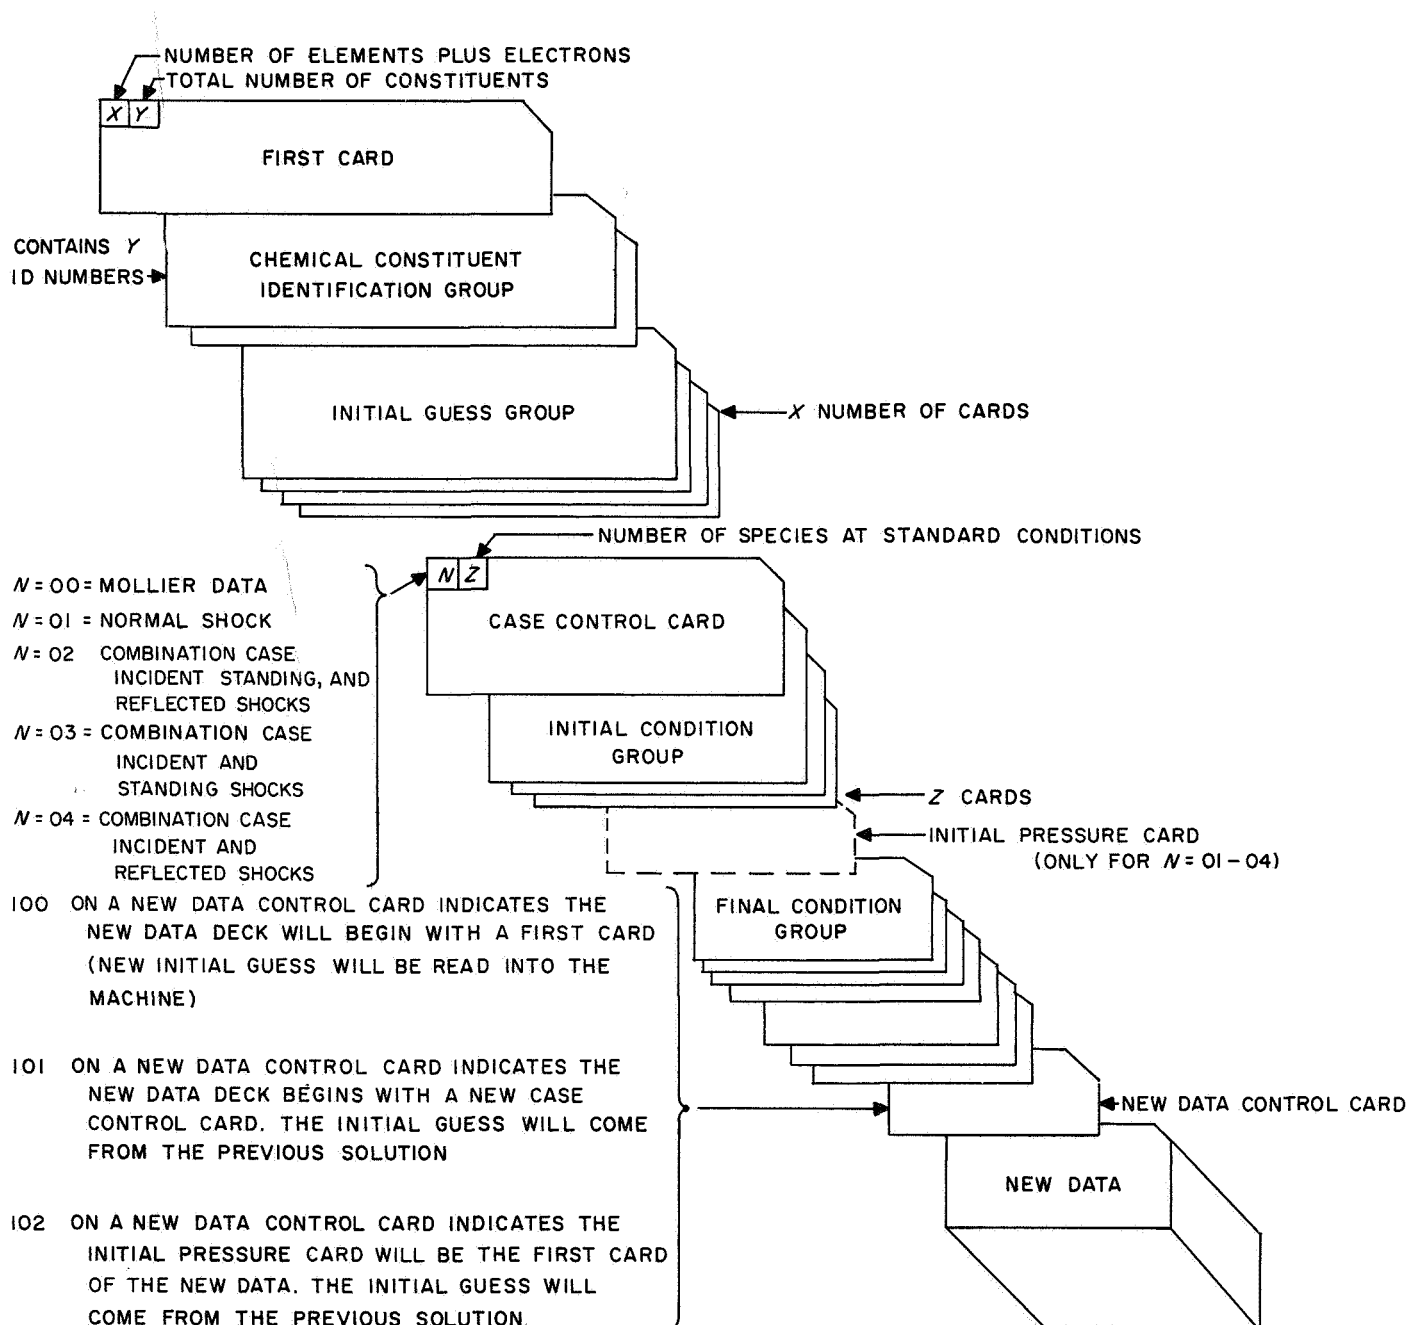 NUMBER OF ELEMENTS PLUS ELECTRONS
TOTAL NUMBER OF CONSTITUENTS
X Y
FIRST CARD
CONTAINS Y
ID NUMBERS
CHEMICAL CONSTITUENT
IDENTIFICATION GROUP
INITIAL GUESS GROUP
X NUMBER OF CARDS
NUMBER OF SPECIES AT STANDARD CONDITIONS
N Z
CASE CONTROL CARD
N = 00 = MOLLIER DATA
N = 01 = NORMAL SHOCK
N = 02 COMBINATION CASE
INCIDENT STANDING, AND
REFLECTED SHOCKS
N = 03 = COMBINATION CASE
INCIDENT AND
STANDING SHOCKS
N = 04 = COMBINATION CASE
INCIDENT AND
REFLECTED SHOCKS
INITIAL CONDITION
GROUP
Z CARDS
INITIAL PRESSURE CARD
(ONLY FOR N = 01 - 04)
FINAL CONDITION
GROUP
100 ON A NEW DATA CONTROL CARD INDICATES THE
NEW DATA DECK WILL BEGIN WITH A FIRST CARD
(NEW INITIAL GUESS WILL BE READ INTO THE
MACHINE)
101 ON A NEW DATA CONTROL CARD INDICATES THE
NEW DATA DECK BEGINS WITH A NEW CASE
CONTROL CARD. THE INITIAL GUESS WILL COME
FROM THE PREVIOUS SOLUTION
NEW DATA CONTROL CARD
NEW DATA
102 ON A NEW DATA CONTROL CARD INDICATES THE
INITIAL PRESSURE CARD WILL BE THE FIRST CARD
OF THE NEW DATA. THE INITIAL GUESS WILL
COME FROM THE PREVIOUS SOLUTION.